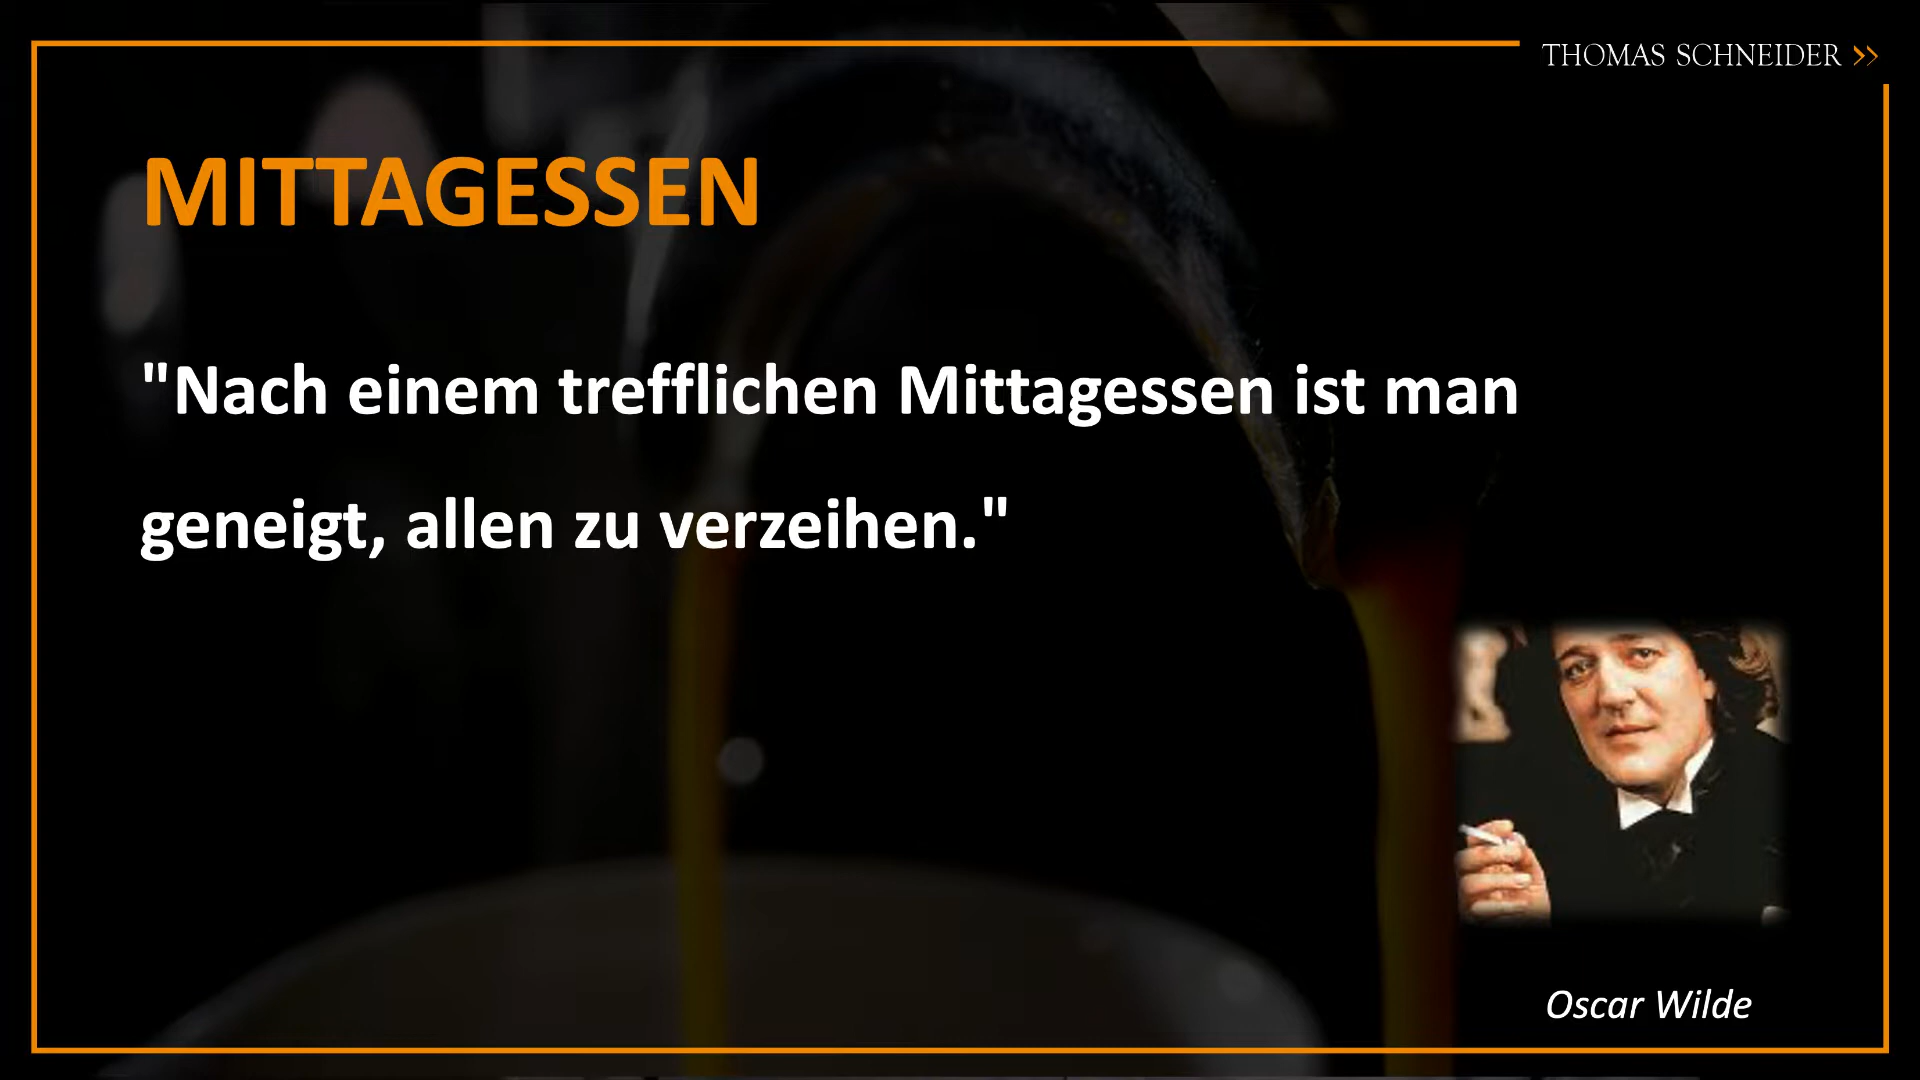 THOMAS SCHNEIDER >>
MITTAGESSEN
"Nach einem trefflichen Mittagessen ist man
geneigt, allen zu verzeihen."
Oscar Wilde